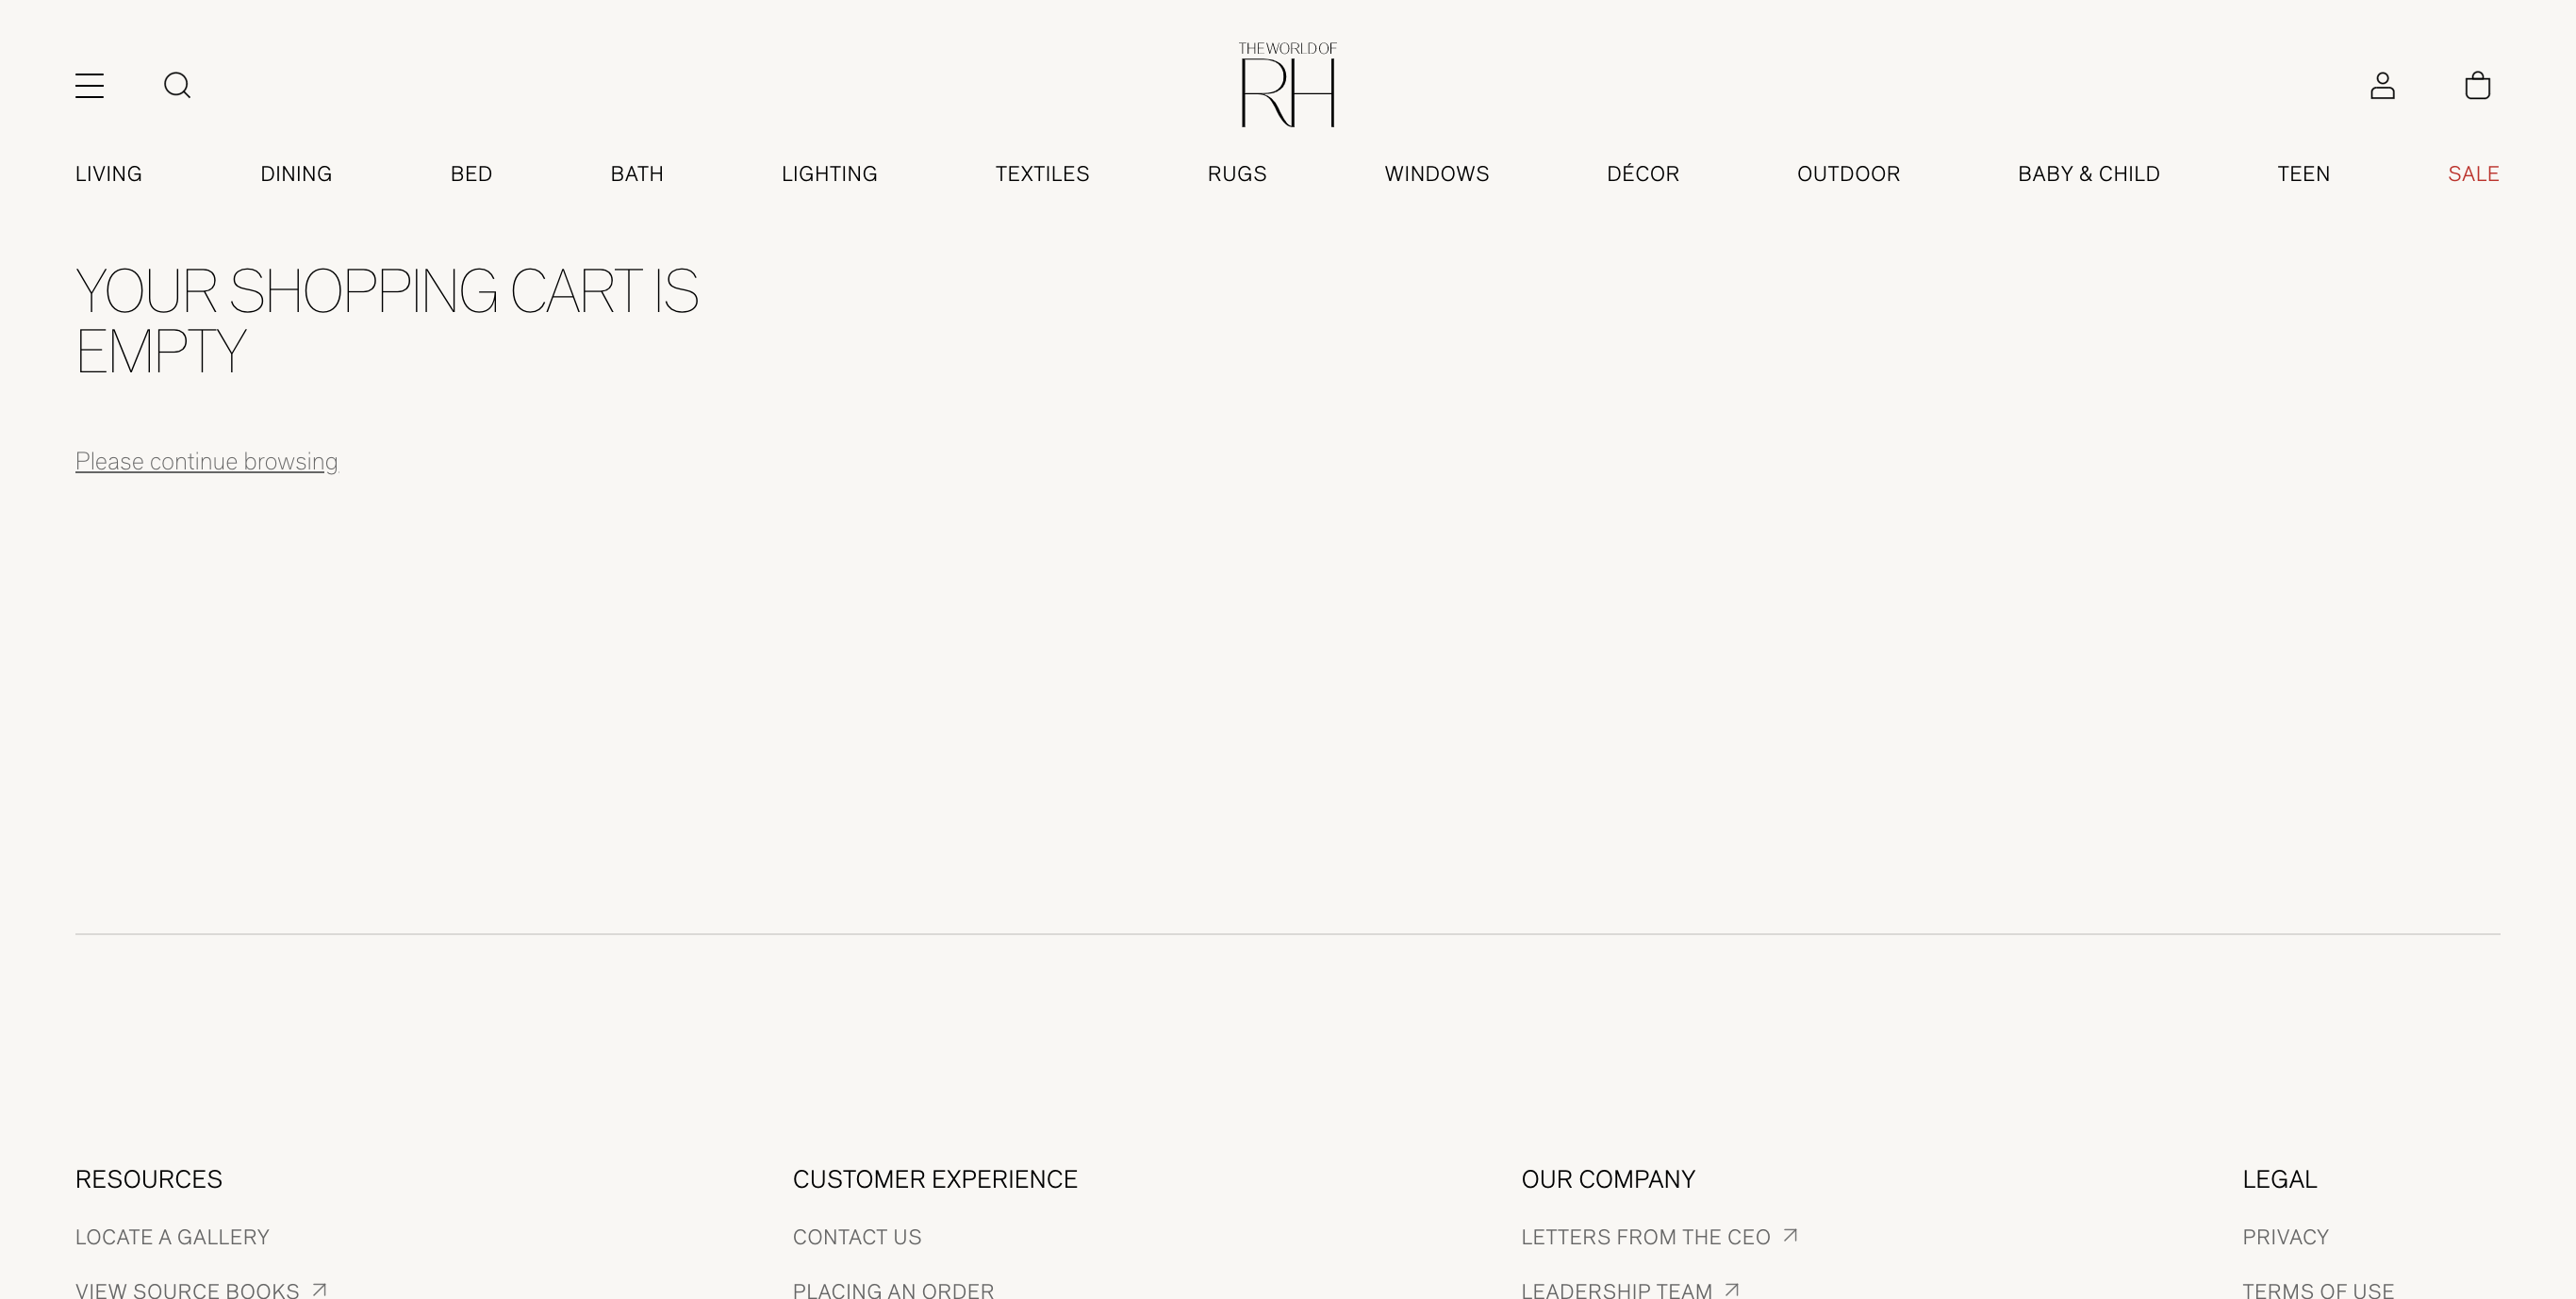 THE WORLD OF
RH
LIVING DINING BED BATH LIGHTING TEXTILES RUGS WINDOWS DÉCOR OUTDOOR BABY & CHILD TEEN SALE
YOUR SHOPPING CART IS
EMPTY
Please continue browsing
RESOURCES CUSTOMER EXPERIENCE OUR COMPANY LEGAL
LOCATE A GALLERY CONTACT US LETTERS FROM THE CEO PRIVACY
VIEW SOURCE BOOKS PLACING AN ORDER LEADERSHIP TEAM TERMS OF USE